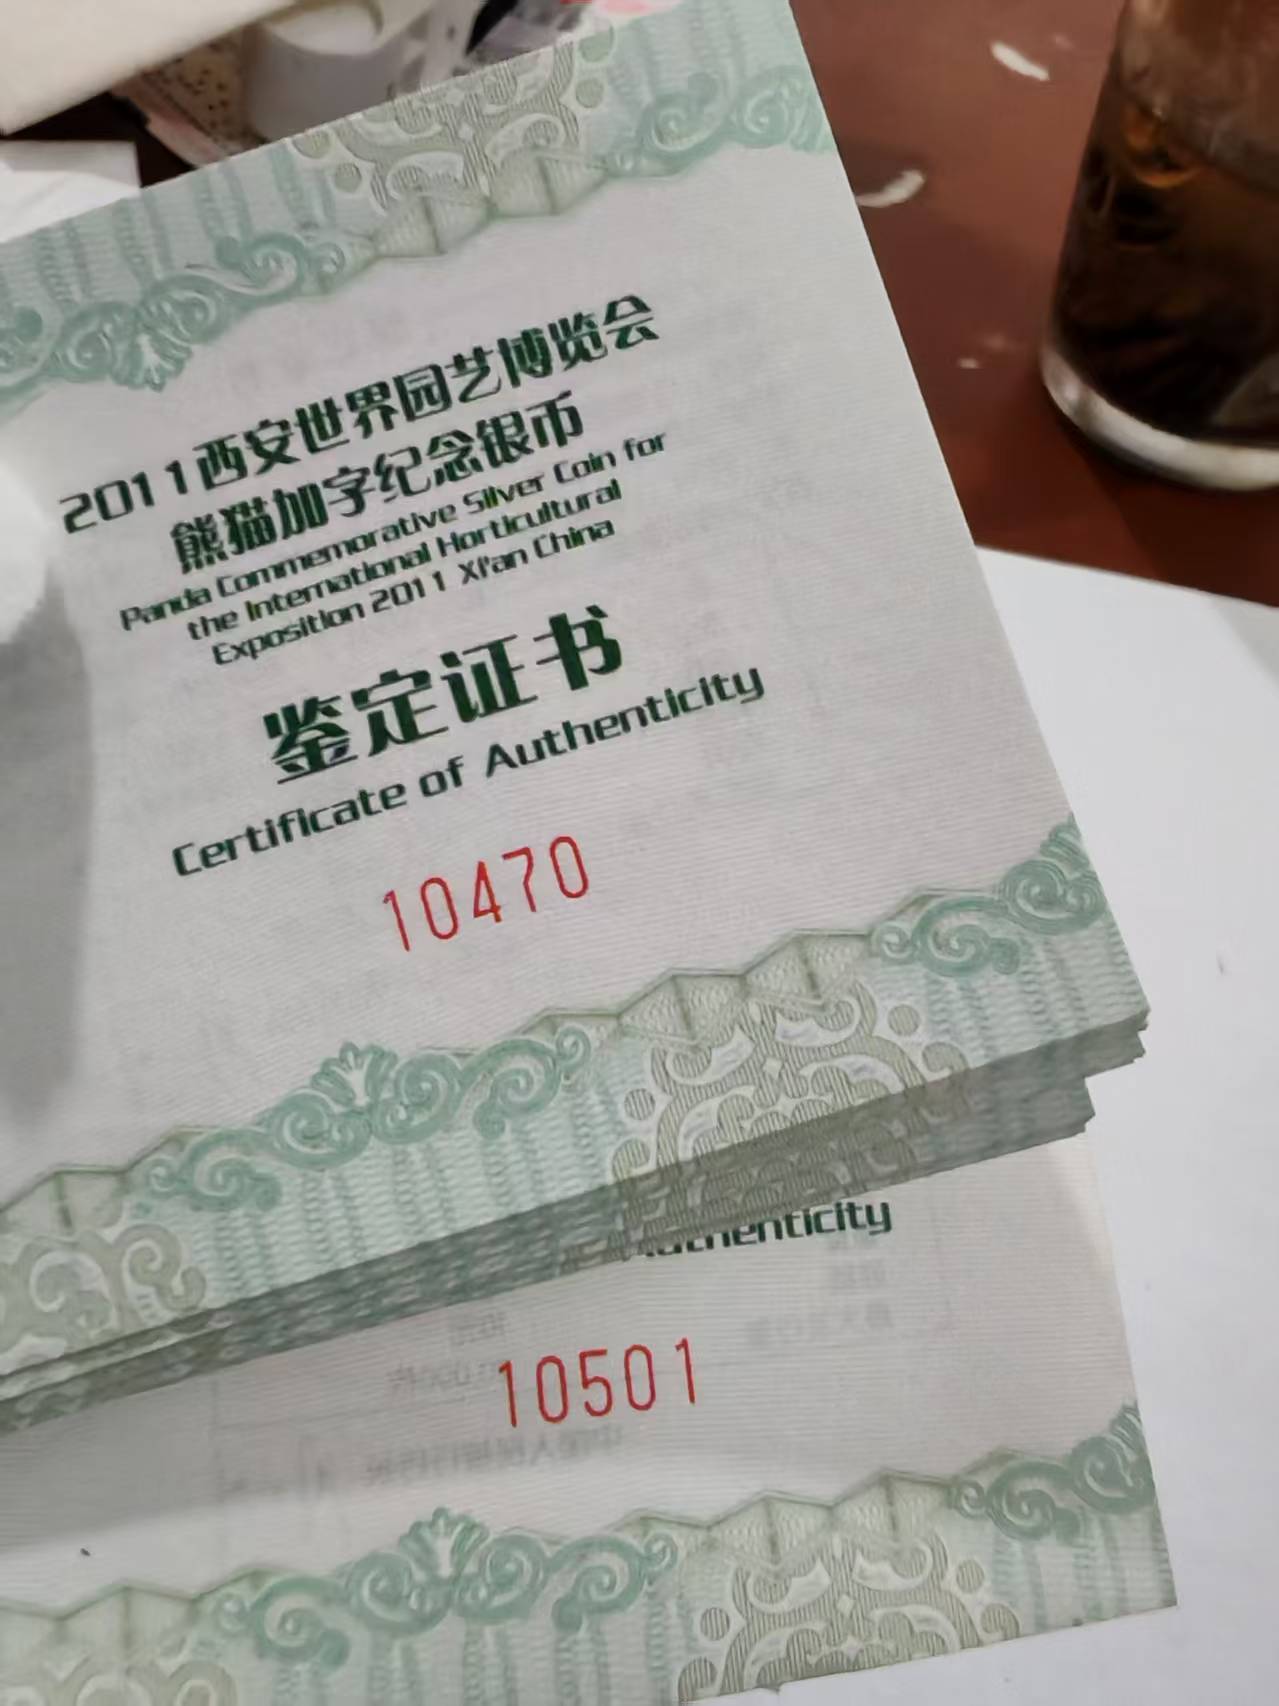 2011西安世界园艺博览会
熊猫加字纪念银币
Panda Commemorative Silver Coin for
the International Horticultural
Exposition 2011 Xi'an China
鉴定证书
Certificate of Authenticity
10470
Authenticity
10501